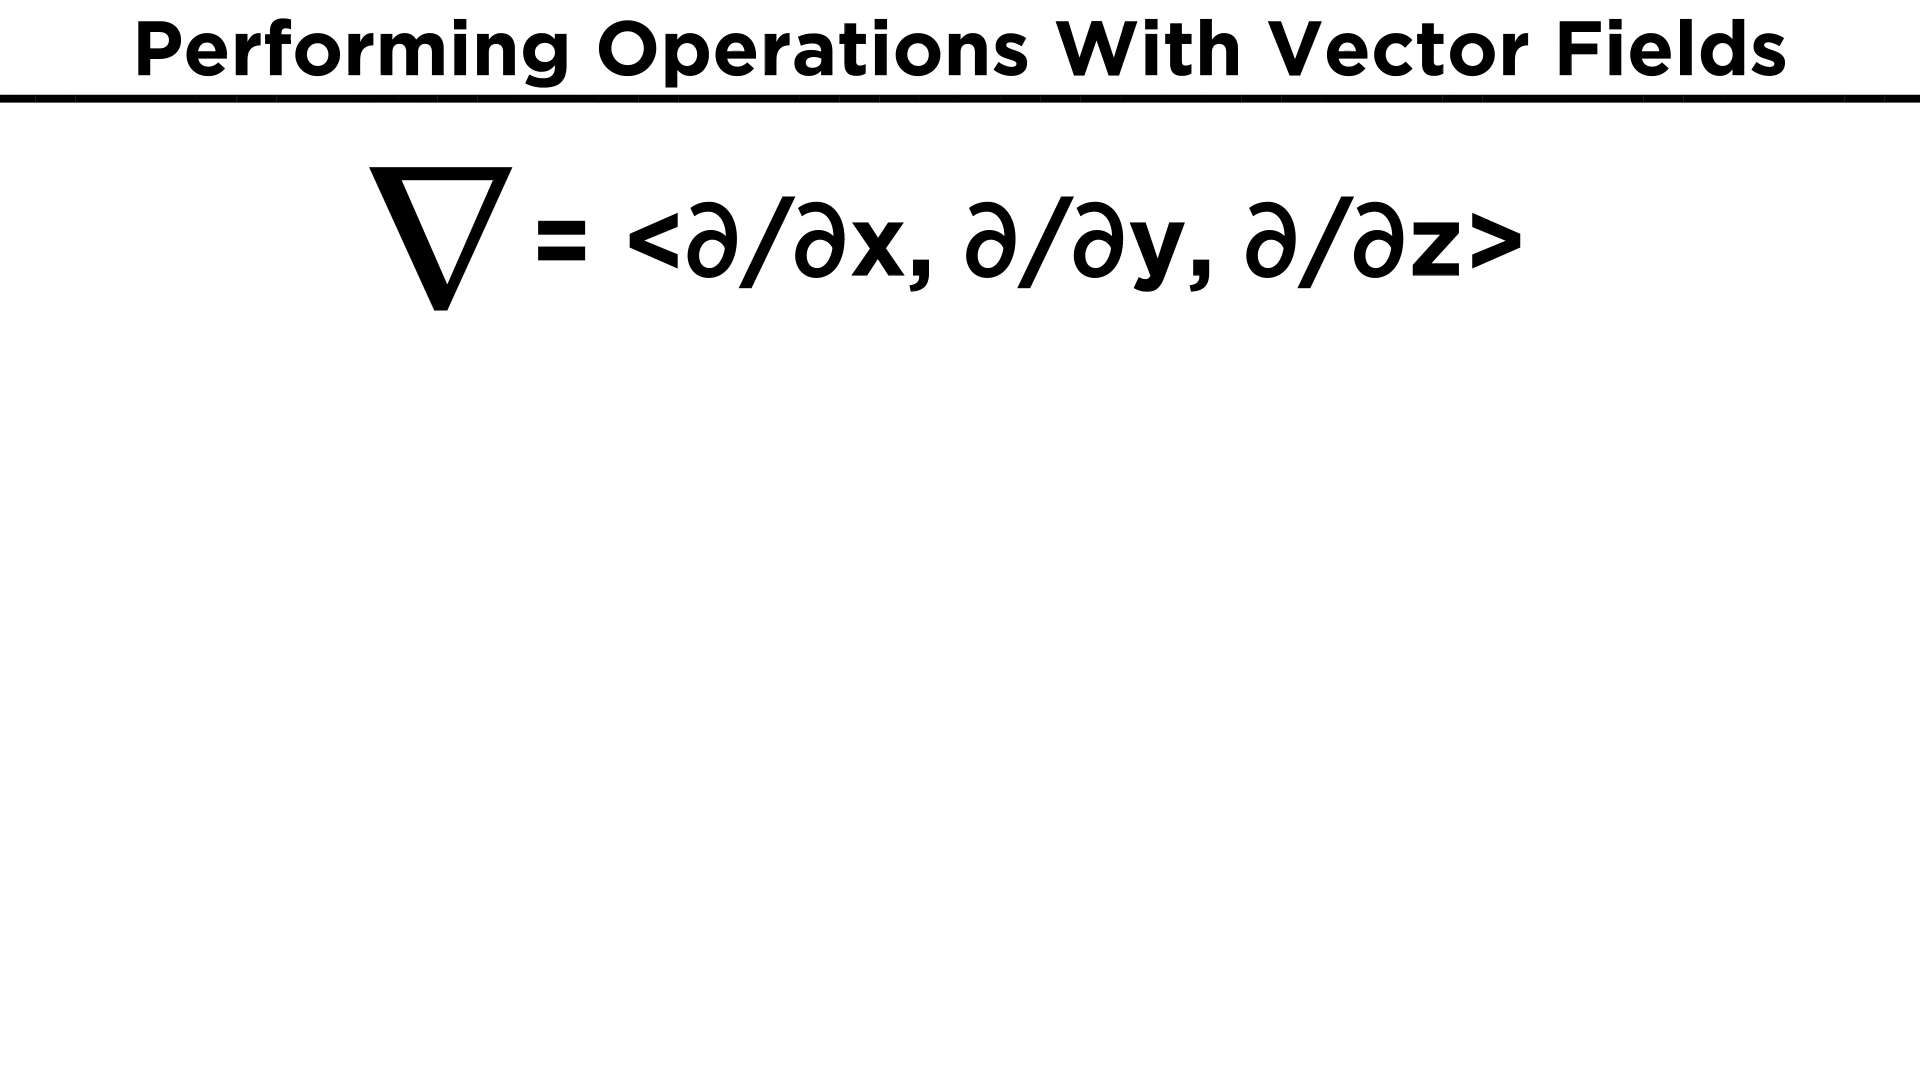 Performing Operations With Vector Fields
∇ = <∂/∂x, ∂/∂y, ∂/∂z>